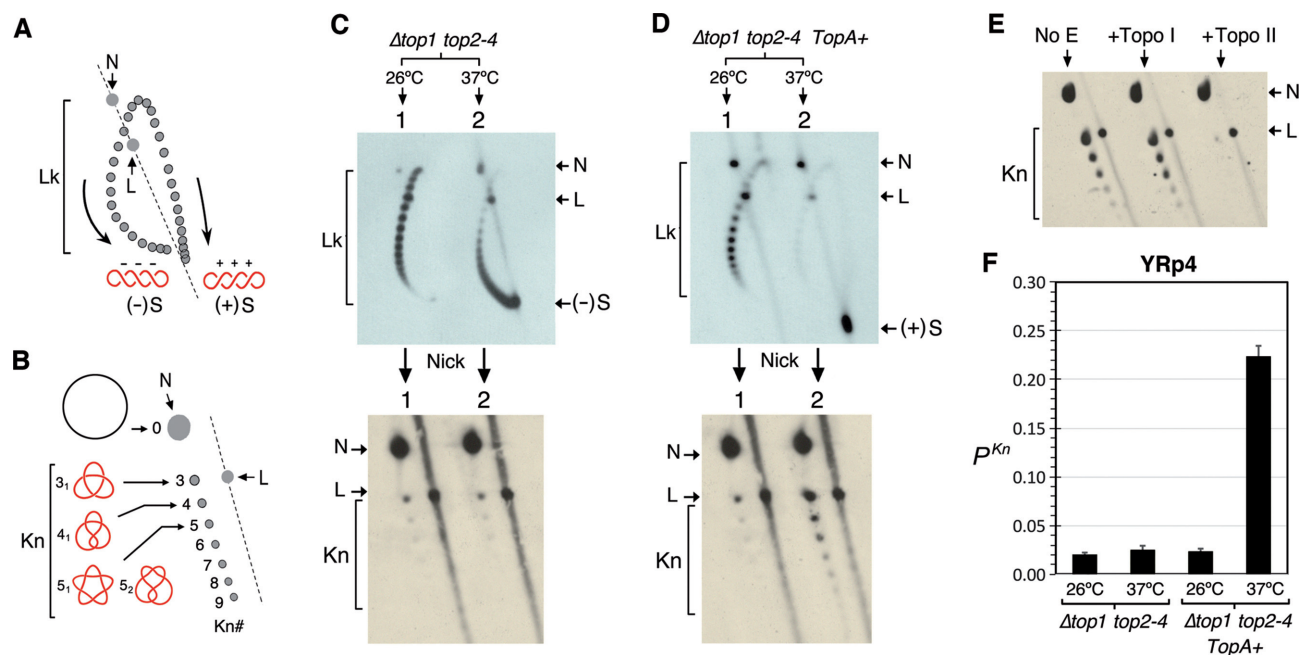 A
N
Lk
L
- - -
+ + +
(–)S
(+)S
B
N
0
L
3₁
3
4₁
4
5
Kn
6
7
5₁
5₂
8
9
Kn#
C
Δtop1 top2-4
26ºC
37ºC
1
2
N
L
Lk
(–)S
Nick
1
2
N
L
Kn
D
Δtop1 top2-4 TopA+
26ºC
37ºC
1
2
N
L
Lk
(+)S
Nick
1
2
N
L
Kn
E
No E +Topo I +Topo II
N
L
Kn
F
YRp4
0.30
0.25
0.20
0.15
0.10
0.05
0.00
P^Kn
26ºC 37ºC 26ºC 37ºC
Δtop1 top2-4
Δtop1 top2-4
TopA+